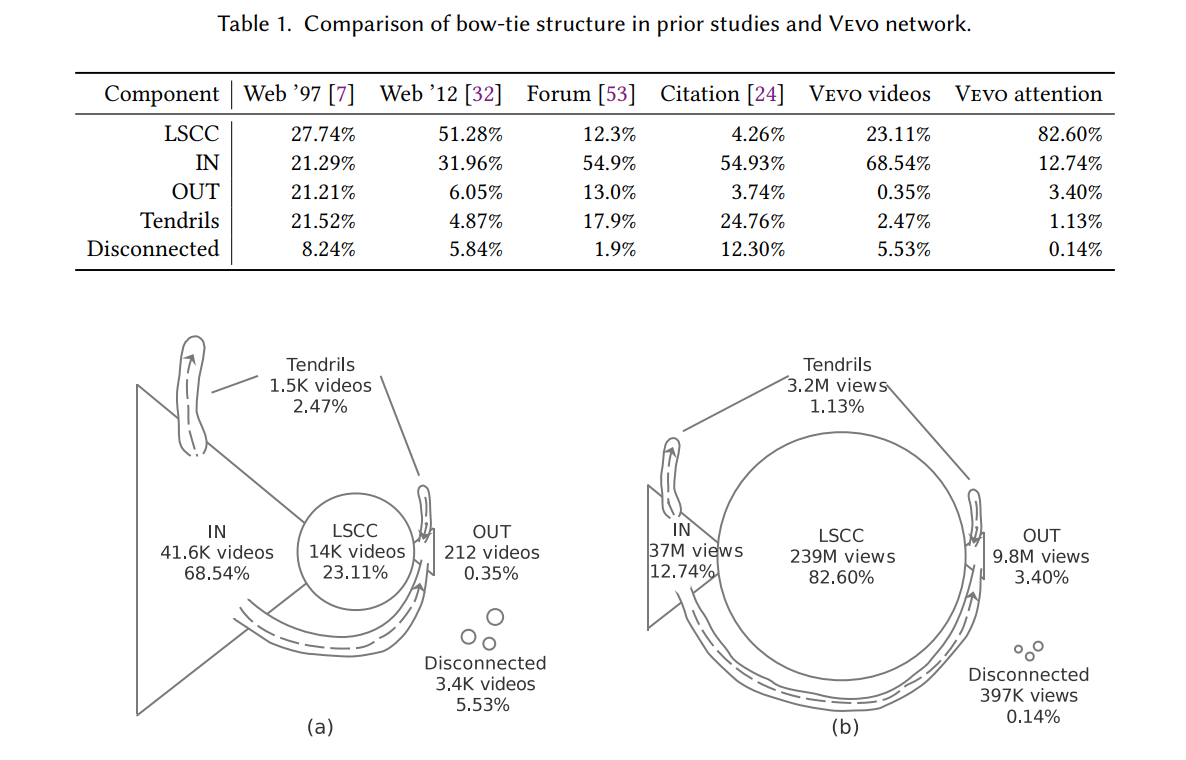 Table 1. Comparison of bow-tie structure in prior studies and VEVO network.
Component Web ’97 [7] Web ’12 [32] Forum [53] Citation [24] VEVO videos VEVO attention
LSCC 27.74% 51.28% 12.3% 4.26% 23.11% 82.60%
IN 21.29% 31.96% 54.9% 54.93% 68.54% 12.74%
OUT 21.21% 6.05% 13.0% 3.74% 0.35% 3.40%
Tendrils 21.52% 4.87% 17.9% 24.76% 2.47% 1.13%
Disconnected 8.24% 5.84% 1.9% 12.30% 5.53% 0.14%
Tendrils
1.5K videos
2.47%
IN
41.6K videos
68.54%
LSCC
14K videos
23.11%
OUT
212 videos
0.35%
Disconnected
3.4K videos
5.53%
(a)
Tendrils
3.2M views
1.13%
IN
37M views
12.74%
LSCC
239M views
82.60%
OUT
9.8M views
3.40%
Disconnected
397K views
0.14%
(b)